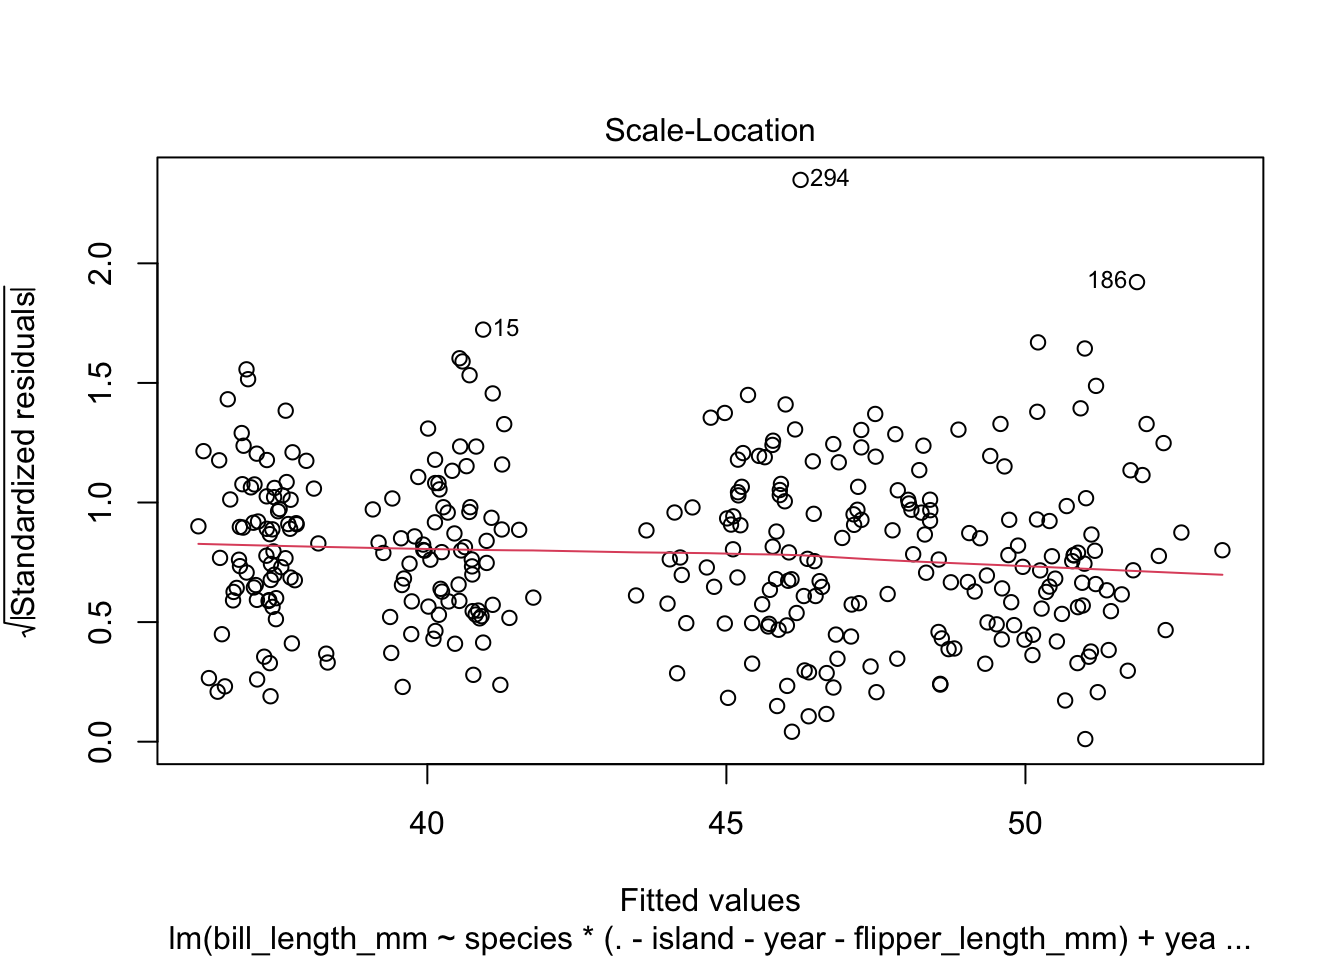 Scale-Location
294
186
15
√|Standardized residuals|
2.0
1.5
1.0
0.5
0.0
40
45
50
Fitted values
lm(bill_length_mm ~ species * (. - island - year - flipper_length_mm) + yea ...